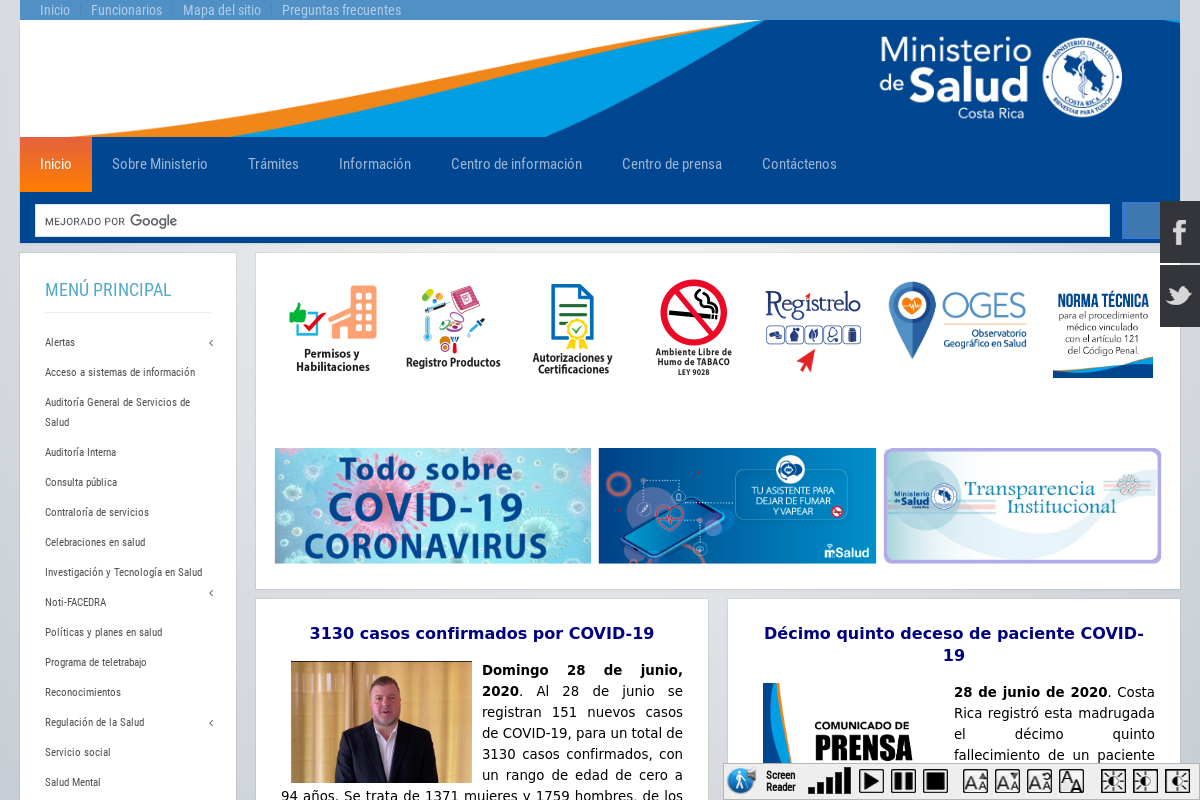 Inicio Funcionarios Mapa del sitio Preguntas frecuentes
Ministerio
de Salud
Costa Rica
MINISTERIO DE SALUD
COSTA RICA
BIENESTAR PARA TODOS
Inicio Sobre Ministerio Trámites Información Centro de información Centro de prensa Contáctenos
MEJORADO POR Google
MENÚ PRINCIPAL
Alertas
Acceso a sistemas de información
Auditoría General de Servicios de
Salud
Auditoría Interna
Consulta pública
Contraloría de servicios
Celebraciones en salud
Investigación y Tecnología en Salud
Noti-FACEDRA
Políticas y planes en salud
Programa de teletrabajo
Reconocimientos
Regulación de la Salud
Servicio social
Salud Mental
Permisos y
Habilitaciones
Registro Productos
Autorizaciones y
Certificaciones
Ambiente Libre de
Humo de TABACO
LEY 9028
Regístrelo
OGES
Observatorio
Geográfico en Salud
NORMA TÉCNICA
para el procedimiento
médico vinculado
con el artículo 121
del Código Penal.
Todo sobre
COVID-19
CORONAVIRUS
TU ASISTENTE PARA
DEJAR DE FUMAR
Y VAPEAR
mSalud
Ministerio
de Salud
Costa Rica
Transparencia
Institucional
3130 casos confirmados por COVID-19
Domingo 28 de junio,
2020. Al 28 de junio se
registran 151 nuevos casos
de COVID-19, para un total de
3130 casos confirmados, con
un rango de edad de cero a
94 años. Se trata de 1371 mujeres y 1759 hombres, de los
Décimo quinto deceso de paciente COVID-
19
COMUNICADO DE
PRENSA
28 de junio de 2020. Costa
Rica registró esta madrugada
el décimo quinto
fallecimiento de un paciente
Screen
Reader